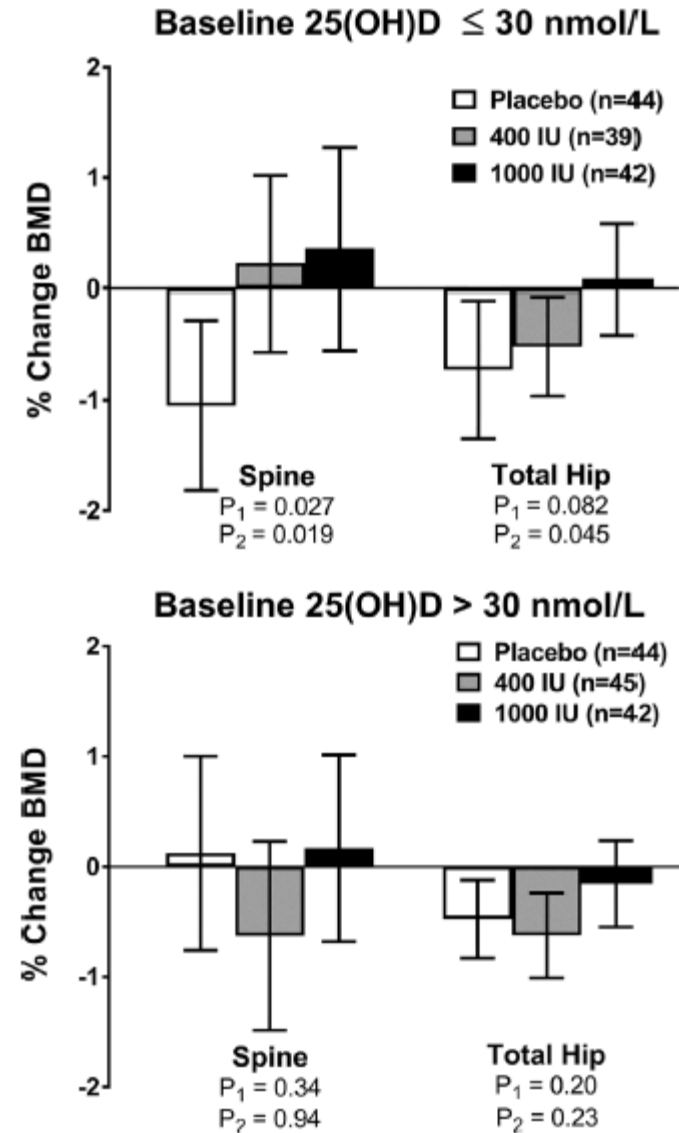 Baseline 25(OH)D ≤ 30 nmol/L
2
1
0
-1
-2
% Change BMD
Placebo (n=44)
400 IU (n=39)
1000 IU (n=42)
Spine
P₁ = 0.027
P₂ = 0.019
Total Hip
P₁ = 0.082
P₂ = 0.045
Baseline 25(OH)D > 30 nmol/L
2
1
0
-1
-2
% Change BMD
Placebo (n=44)
400 IU (n=45)
1000 IU (n=42)
Spine
P₁ = 0.34
P₂ = 0.94
Total Hip
P₁ = 0.20
P₂ = 0.23